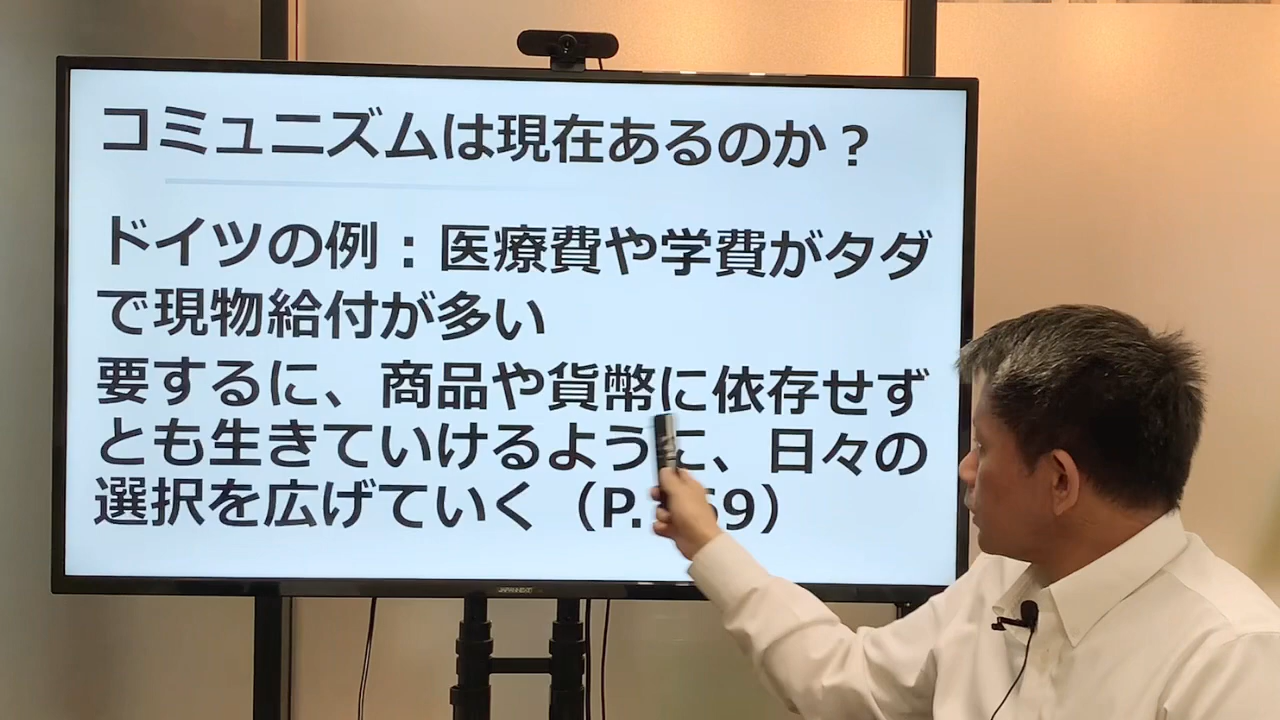 コミュニズムは現在あるのか？
ドイツの例：医療費や学費がタダ
で現物給付が多い
要するに、商品や貨幣に依存せず
とも生きていけるように、日々の
選択を広げていく（P. 69）
JAPANNEXT